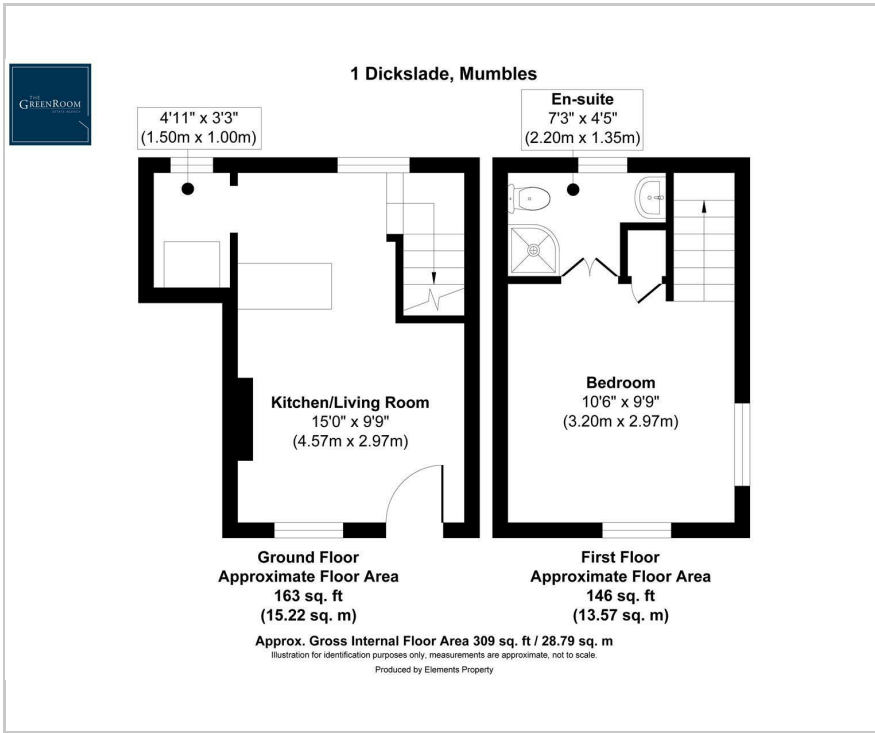 THE
GREENROOM
ESTATE AGENCY
1 Dickslade, Mumbles
4'11" x 3'3"
(1.50m x 1.00m)
En-suite
7'3" x 4'5"
(2.20m x 1.35m)
Kitchen/Living Room
15'0" x 9'9"
(4.57m x 2.97m)
Bedroom
10'6" x 9'9"
(3.20m x 2.97m)
Ground Floor
Approximate Floor Area
163 sq. ft
(15.22 sq. m)
First Floor
Approximate Floor Area
146 sq. ft
(13.57 sq. m)
Approx. Gross Internal Floor Area 309 sq. ft / 28.79 sq. m
Illustration for identification purposes only, measurements are approximate, not to scale.
Produced by Elements Property